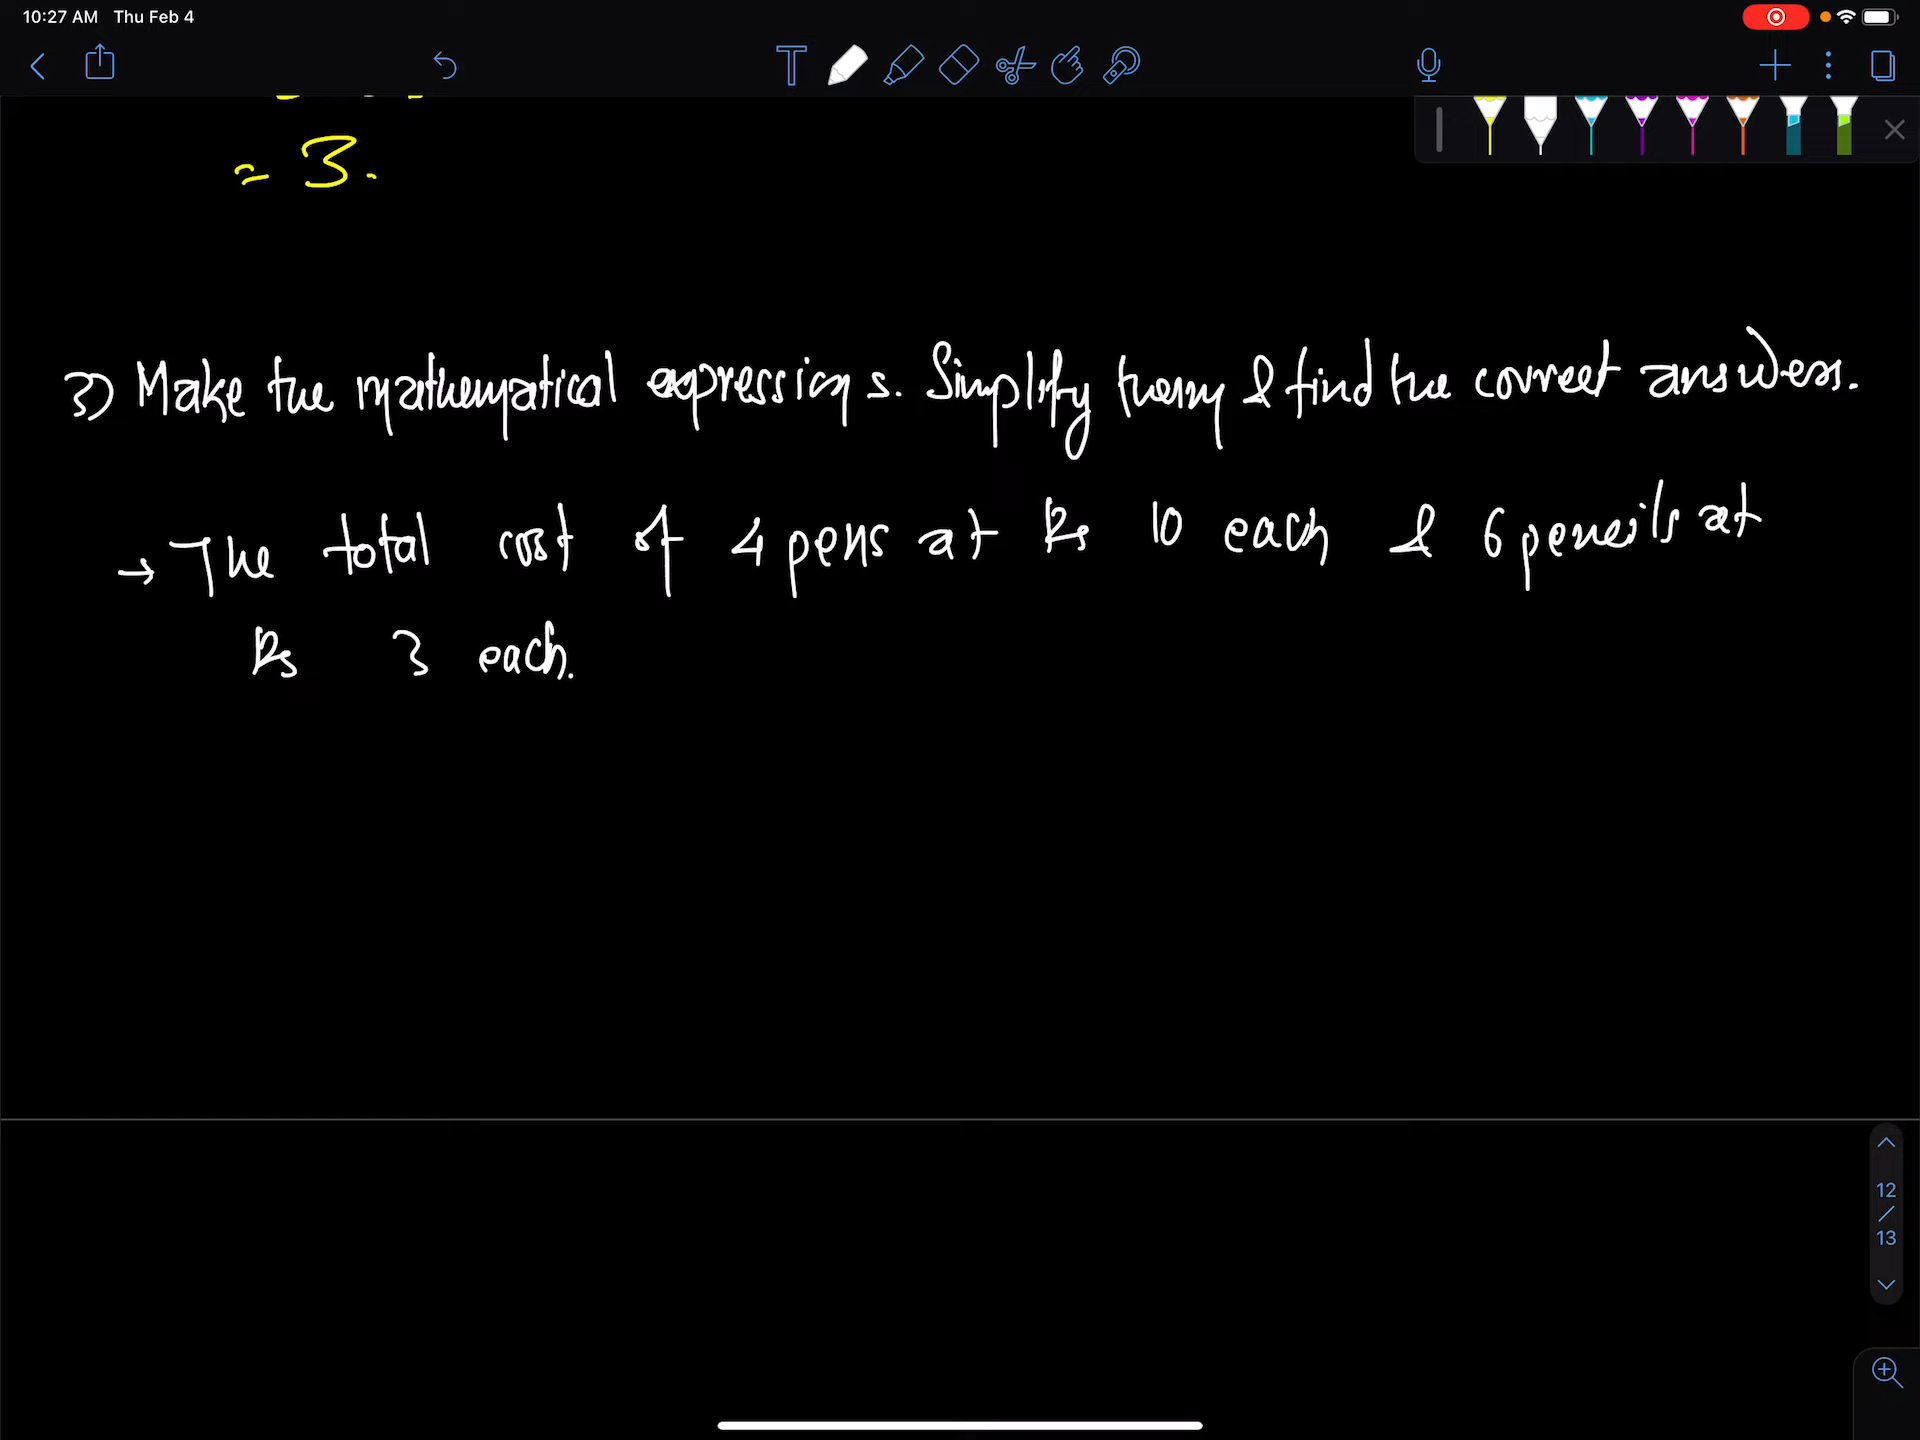 10:27 AM Thu Feb 4
= 3.
3) Make the mathematical expressions. Simplify them & find the correct answers.
→ The total cost of 4 pens at Rs 10 each & 6 pencils at
Rs 3 each.
12
/
13